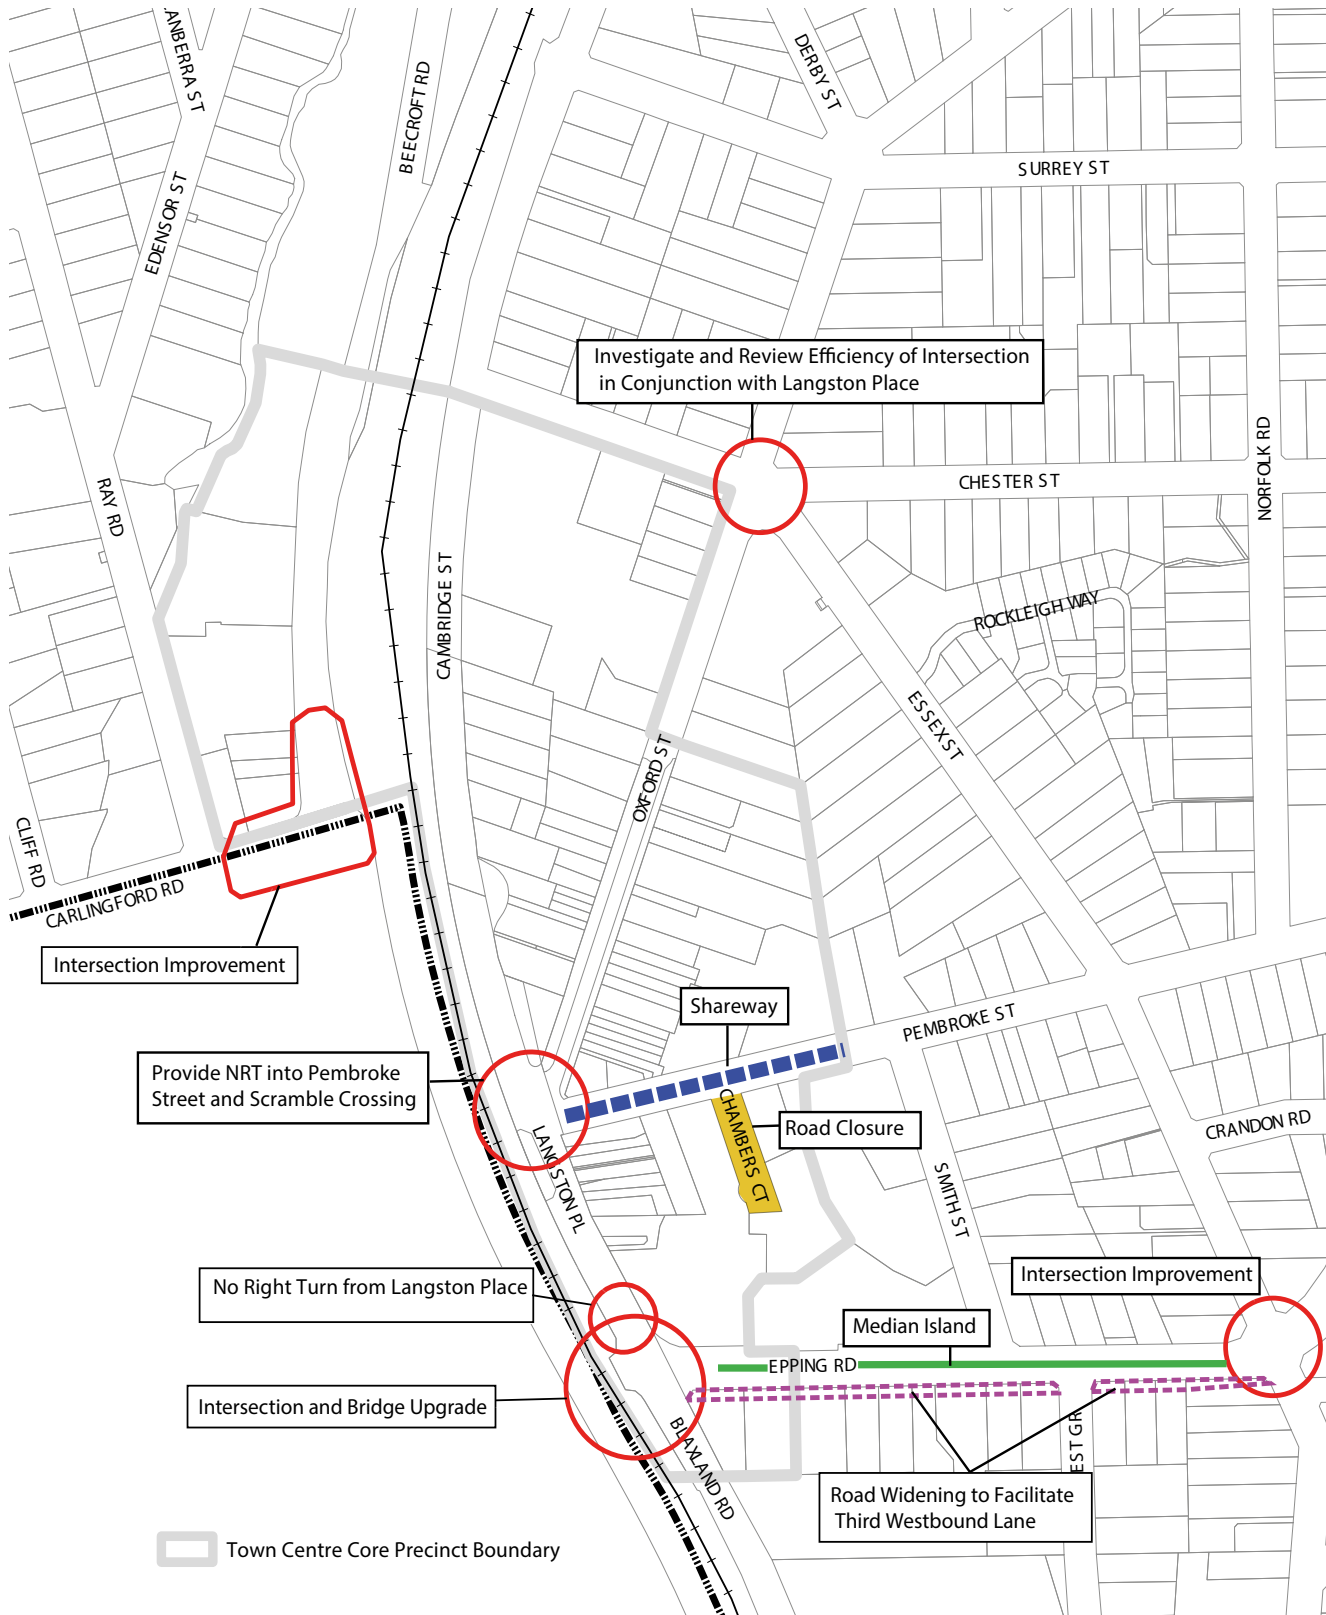 ANBERRA ST
BEECROFT RD
DERBY ST
SURREY ST
EDENSOR ST
Investigate and Review Efficiency of Intersection
in Conjunction with Langston Place
NORFOLK RD
CHESTER ST
RAY RD
CAMBRIDGE ST
ROCKLEIGH WAY
ESSEX ST
OXFORD ST
CLIFF RD
CARLINGFORD RD
Intersection Improvement
Shareway
PEMBROKE ST
Provide NRT into Pembroke
Street and Scramble Crossing
CHAMBERS CT
Road Closure
CRANDON RD
LANGSTON PL
SMITH ST
No Right Turn from Langston Place
Intersection Improvement
Median Island
EPPING RD
Intersection and Bridge Upgrade
BLAXLAND RD
EST GR
Road Widening to Facilitate
Third Westbound Lane
Town Centre Core Precinct Boundary